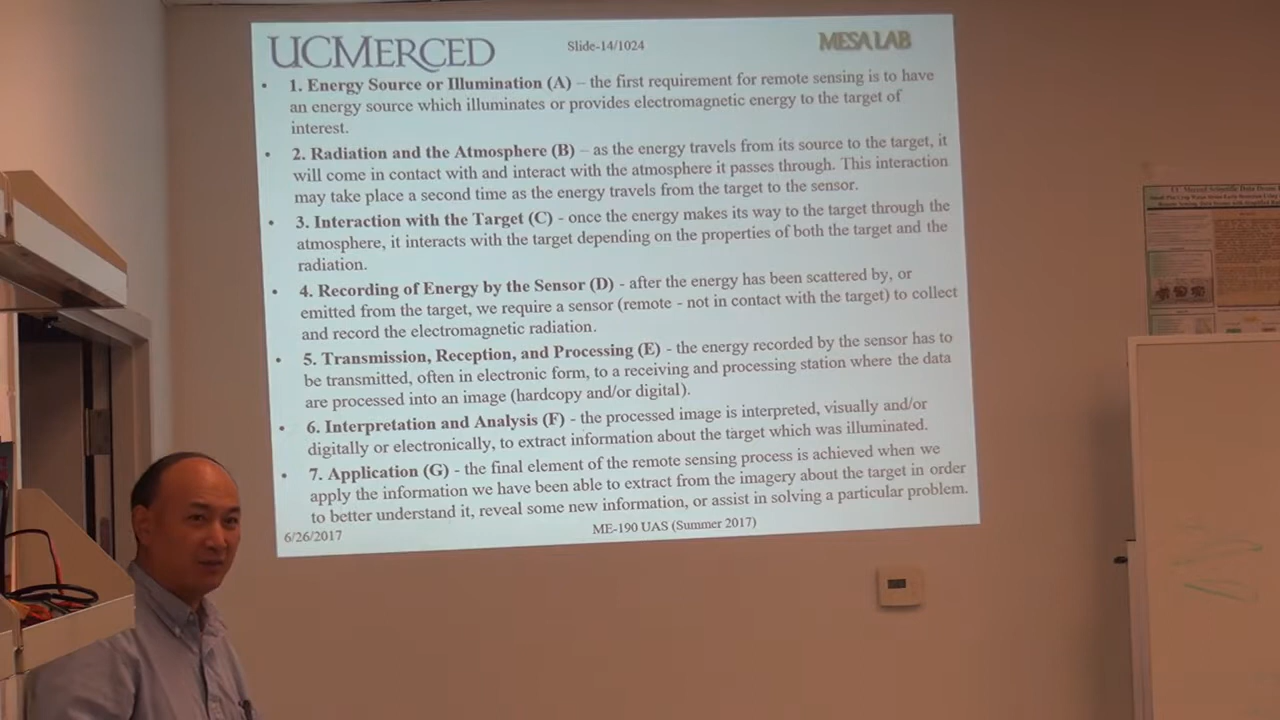 UCMERCED
Slide-14/1024
MESA LAB
• 1. Energy Source or Illumination (A) – the first requirement for remote sensing is to have
an energy source which illuminates or provides electromagnetic energy to the target of
interest.
• 2. Radiation and the Atmosphere (B) – as the energy travels from its source to the target, it
will come in contact with and interact with the atmosphere it passes through. This interaction
may take place a second time as the energy travels from the target to the sensor.
• 3. Interaction with the Target (C) - once the energy makes its way to the target through the
atmosphere, it interacts with the target depending on the properties of both the target and the
radiation.
• 4. Recording of Energy by the Sensor (D) - after the energy has been scattered by, or
emitted from the target, we require a sensor (remote - not in contact with the target) to collect
and record the electromagnetic radiation.
• 5. Transmission, Reception, and Processing (E) - the energy recorded by the sensor has to
be transmitted, often in electronic form, to a receiving and processing station where the data
are processed into an image (hardcopy and/or digital).
• 6. Interpretation and Analysis (F) - the processed image is interpreted, visually and/or
digitally or electronically, to extract information about the target which was illuminated.
• 7. Application (G) - the final element of the remote sensing process is achieved when we
apply the information we have been able to extract from the imagery about the target in order
to better understand it, reveal some new information, or assist in solving a particular problem.
6/26/2017
ME-190 UAS (Summer 2017)